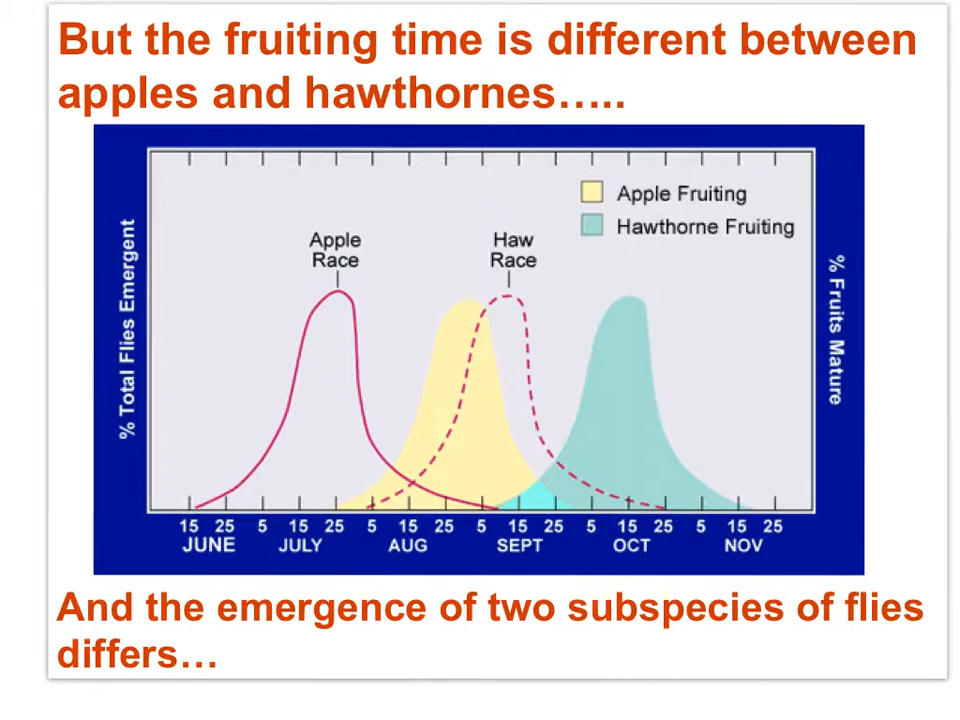 But the fruiting time is different between
apples and hawthornes…..
Apple Fruiting
Hawthorne Fruiting
Apple
Race
Haw
Race
% Total Flies Emergent
% Fruits Mature
15 25 5 15 25 5 15 25 5 15 25 5 15 25 5 15 25
JUNE JULY AUG SEPT OCT NOV
And the emergence of two subspecies of flies
differs…